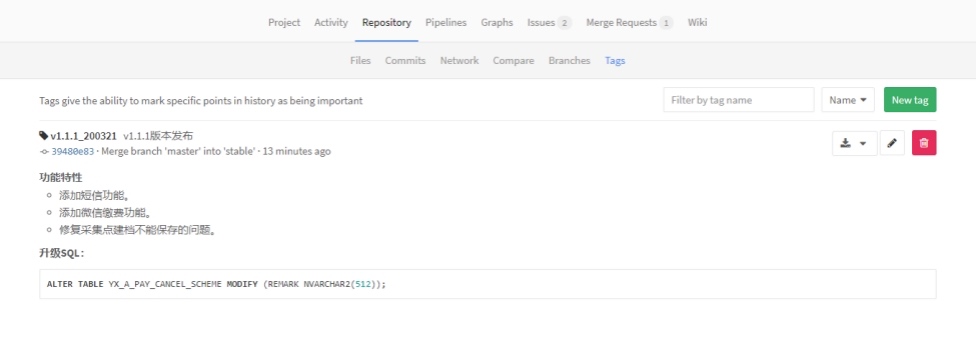 Project Activity Repository Pipelines Graphs Issues 2 Merge Requests 1 Wiki
Files Commits Network Compare Branches Tags
Tags give the ability to mark specific points in history as being important Filter by tag name Name New tag
v1.1.1_200321 v1.1.1版本发布
39480e83 · Merge branch 'master' into 'stable' · 13 minutes ago
功能特性
添加短信功能。
添加微信缴费功能。
修复采集点建档不能保存的问题。
升级SQL:
ALTER TABLE YX_A_PAY_CANCEL_SCHEME MODIFY (REMARK NVARCHAR2(512));